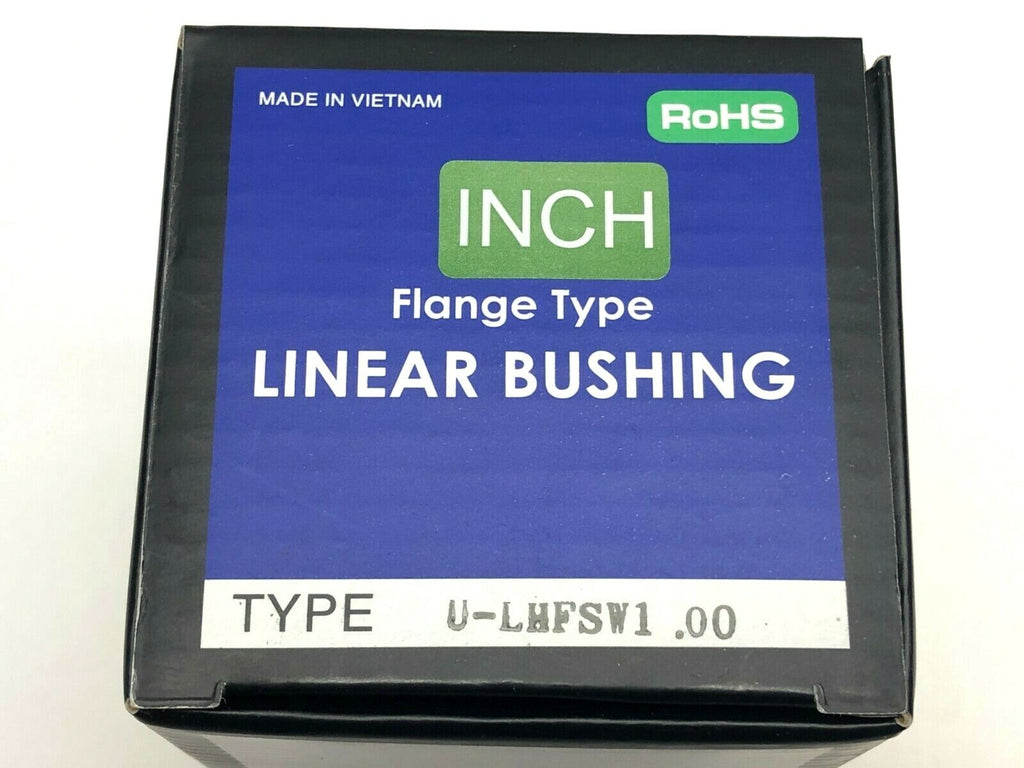 MADE IN VIETNAM
RoHS
INCH
Flange Type
LINEAR BUSHING
TYPE U-LHFSW1.00